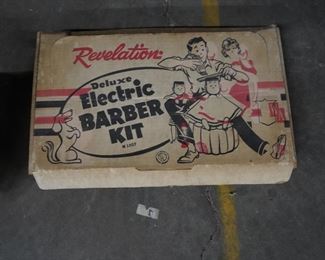 Revelation
Deluxe
Electric
BARBER
KIT